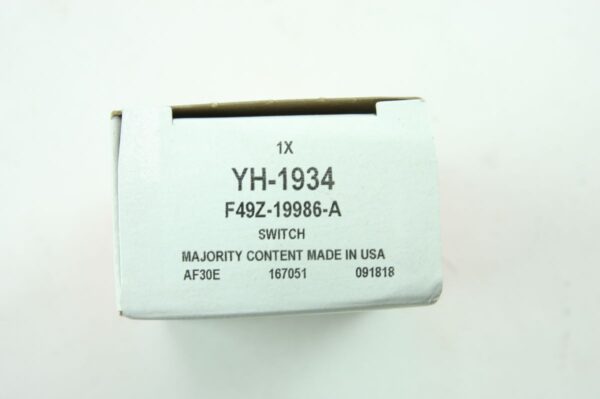 1X
YH-1934
F49Z-19986-A
SWITCH
MAJORITY CONTENT MADE IN USA
AF30E 167051 091818